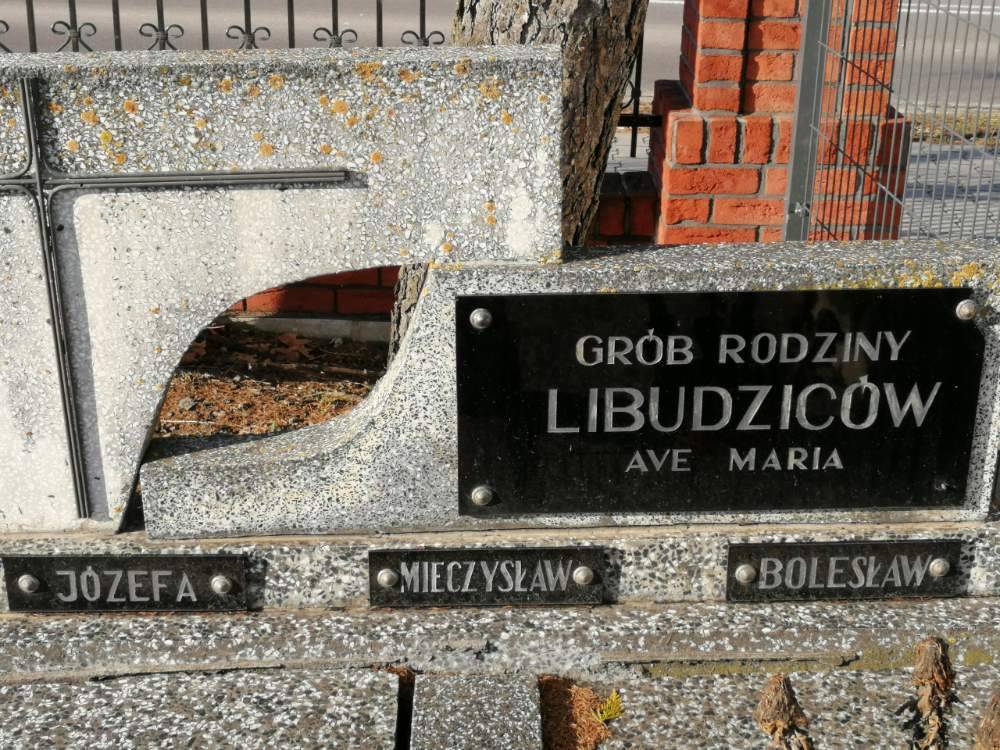 GRÓB RODZINY
LIBUDZICÓW
AVE MARIA
JÓZEFA
MIECZYSŁAW
BOLESŁAW